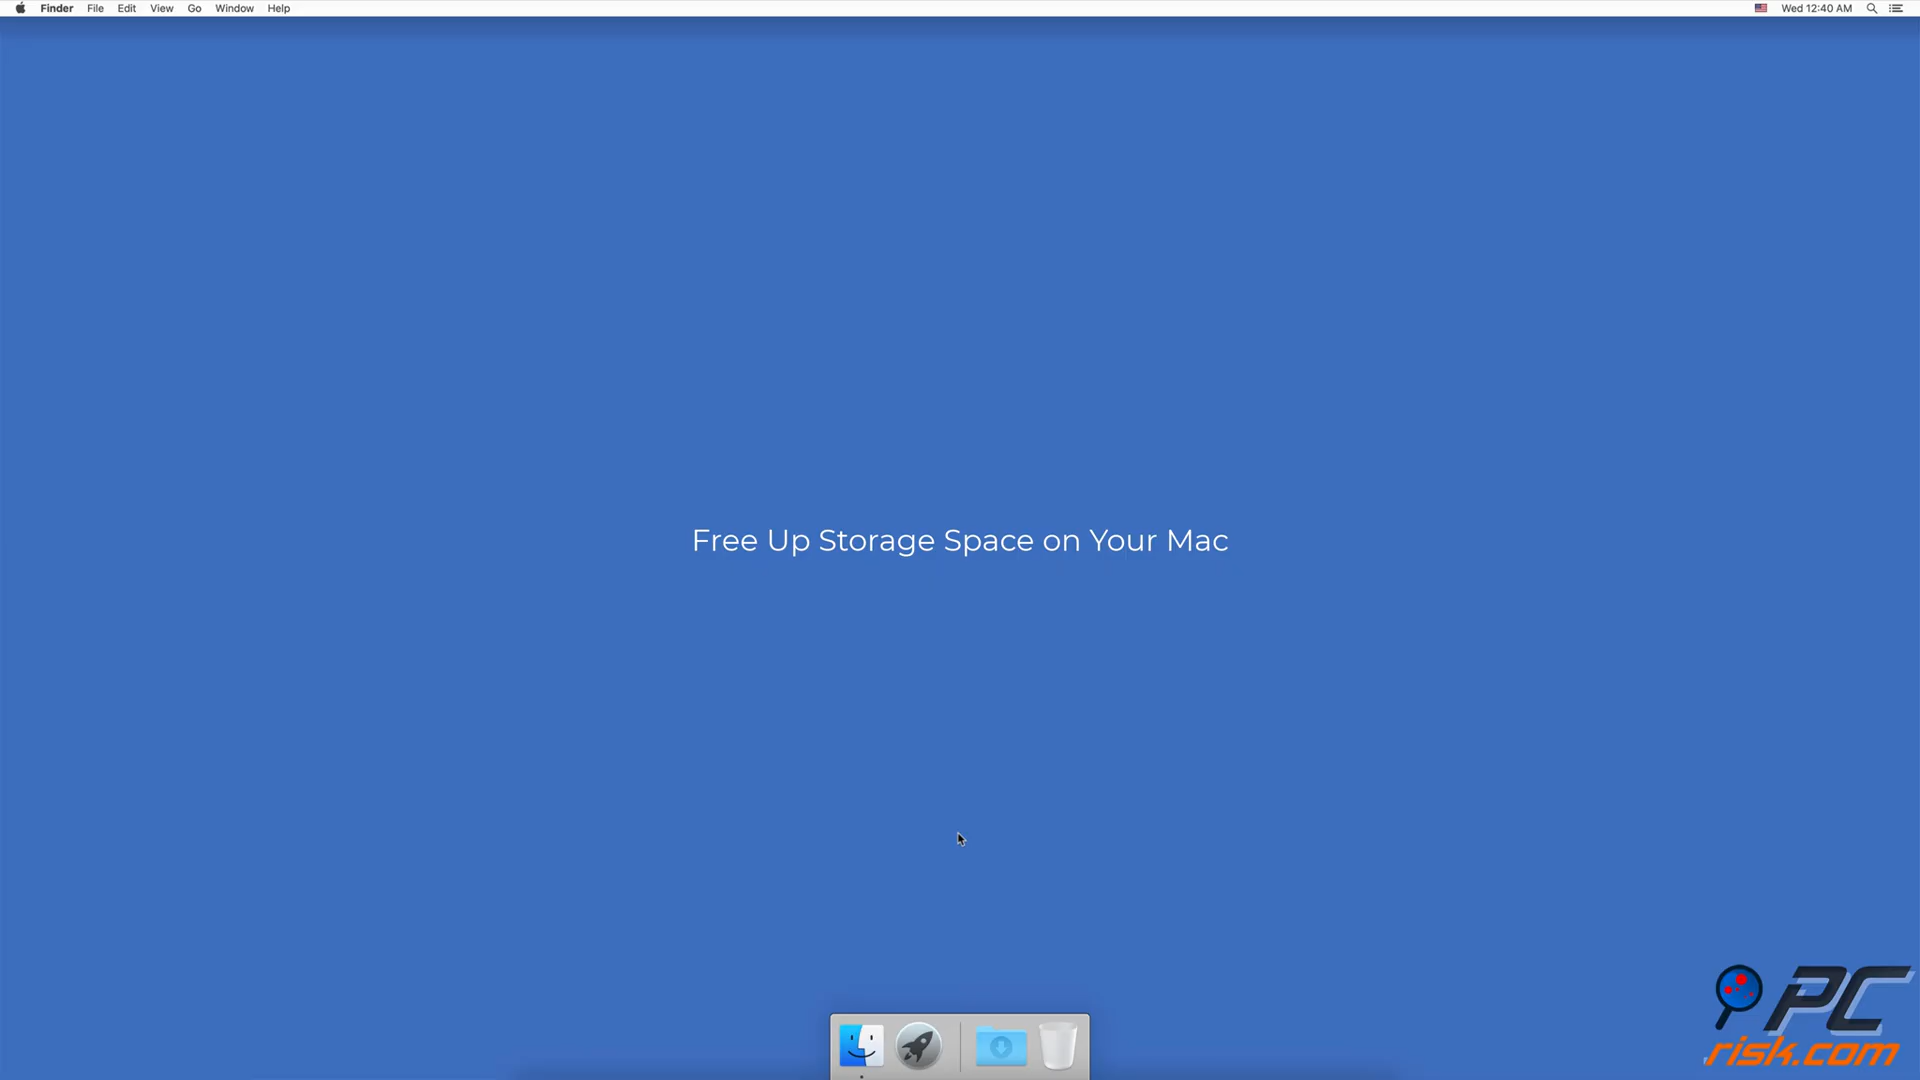 Finder File Edit View Go Window Help Wed 12:40 AM
Free Up Storage Space on Your Mac
PC
risk.com